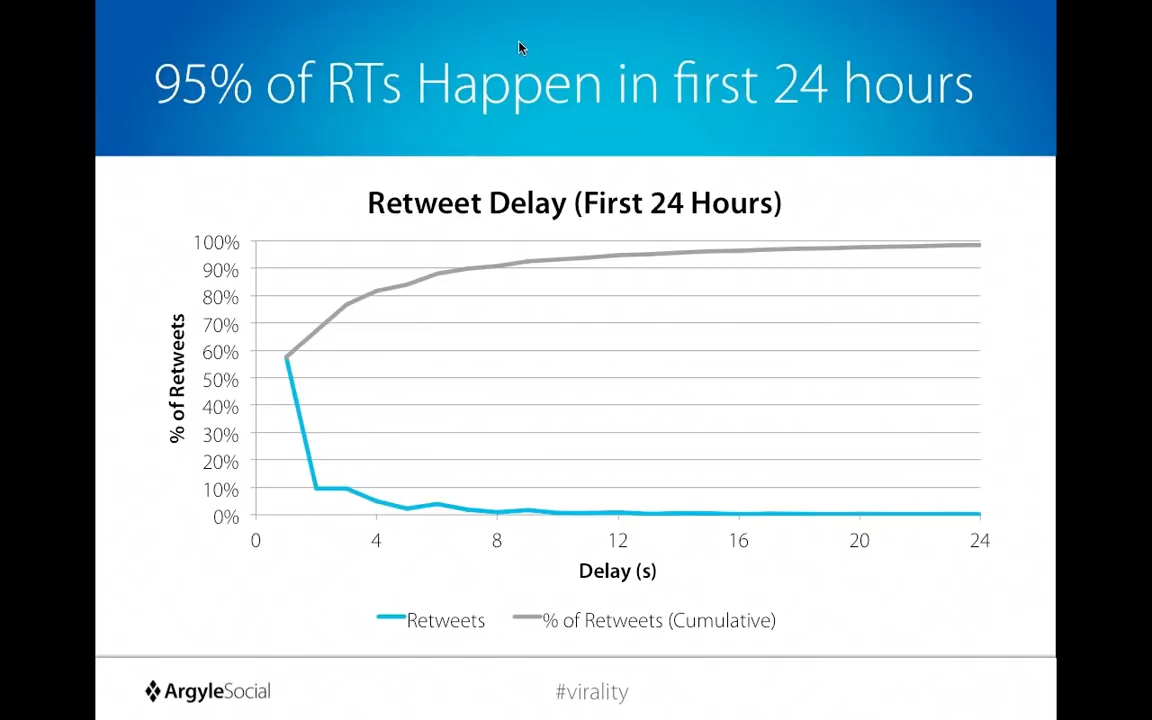 95% of RTs Happen in first 24 hours
Retweet Delay (First 24 Hours)
% of Retweets
100%
90%
80%
70%
60%
50%
40%
30%
20%
10%
0%
0 4 8 12 16 20 24
Delay (s)
Retweets % of Retweets (Cumulative)
ArgyleSocial #virality